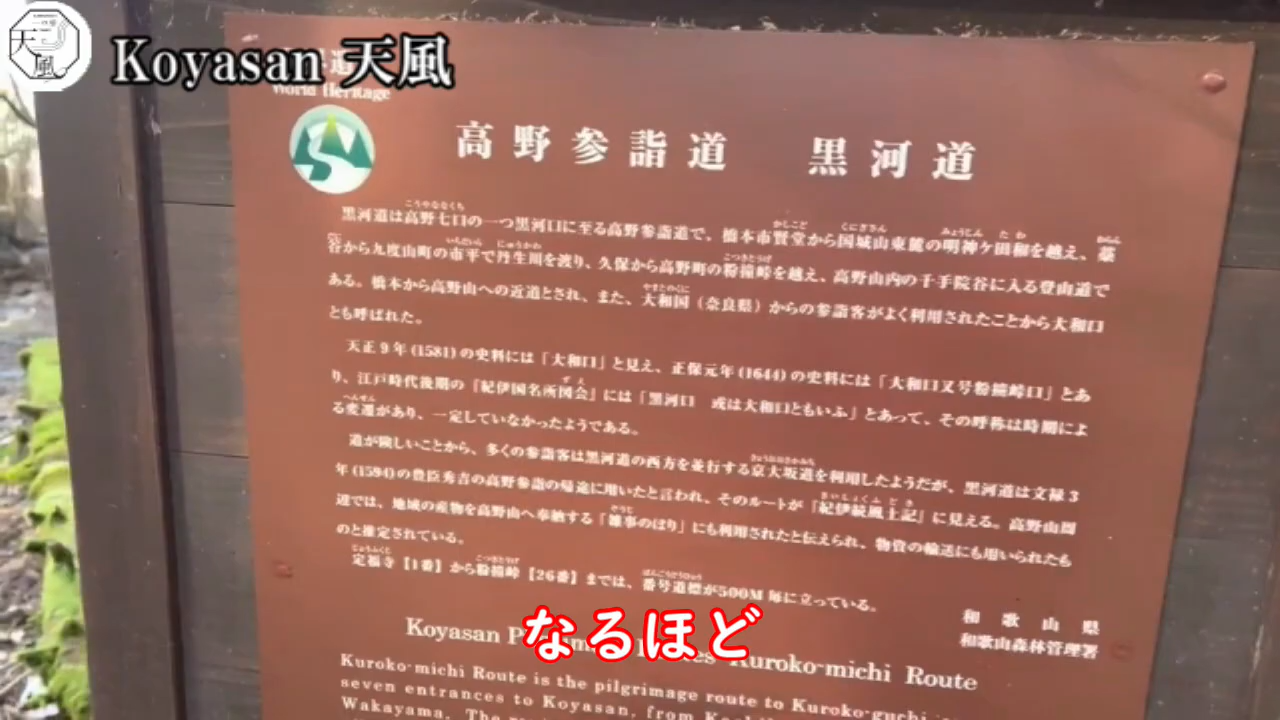 Koyasan 天風
World Heritage
高野参詣道 黒河道
黒河道は高野七口の一つ黒河口に至る高野参詣道で、橋本市賢堂から国城山東麓の明神ケ田和を越え、藁
谷から九度山町の市平で丹生川を渡り、久保から高野町の粉撞峠を越え、高野山内の千手院谷に入る登山道で
ある。橋本から高野山への近道とされ、また、大和国(奈良県)からの参詣客がよく利用されたことから大和口
とも呼ばれた。
天正9年(1581)の史料には「大和口」と見え、正保元年(1644)の史料には「大和口又号粉撞峠口」とあ
り、江戸時代後期の『紀伊国名所図会』には「黒河口 或は大和口ともいふ」とあって、その呼称は時期によ
る変遷があり、一定していなかったようである。
道が険しいことから、多くの参詣客は黒河道の西方を並行する京大坂道を利用したようだが、黒河道は文禄3
年(1594)の豊臣秀吉の高野参詣の帰途に用いたと言われ、そのルートが『紀伊続風土記』に見える。高野山周
辺では、地域の産物を高野山へ奉納する「雑事のぼり」にも利用されたと伝えられ、物資の輸送にも用いられたも
のと推定されている。
定福寺【1番】から粉撞峠【26番】までは、番号道標が500M毎に立っている。
和歌山県
和歌山森林管理署
なるほど
Koyasan Kuroko-michi Route
Kuroko-michi Route is the pilgrimage route to Kuroko-guchi
seven entrances to Koyasan, from
Wakayama. The